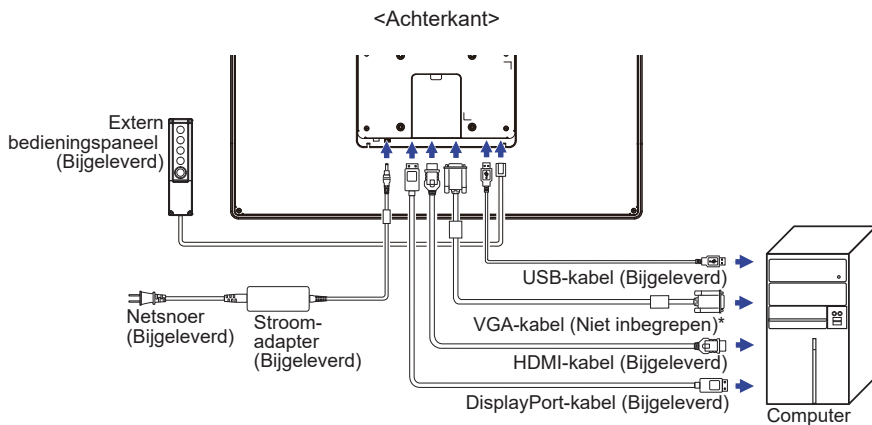 <Achterkant>
Extern
bedieningspaneel
(Bijgeleverd)
USB-kabel (Bijgeleverd)
Netsnoer
(Bijgeleverd)
Stroom-
adapter
(Bijgeleverd)
VGA-kabel (Niet inbegrepen)*
HDMI-kabel (Bijgeleverd)
DisplayPort-kabel (Bijgeleverd)
Computer